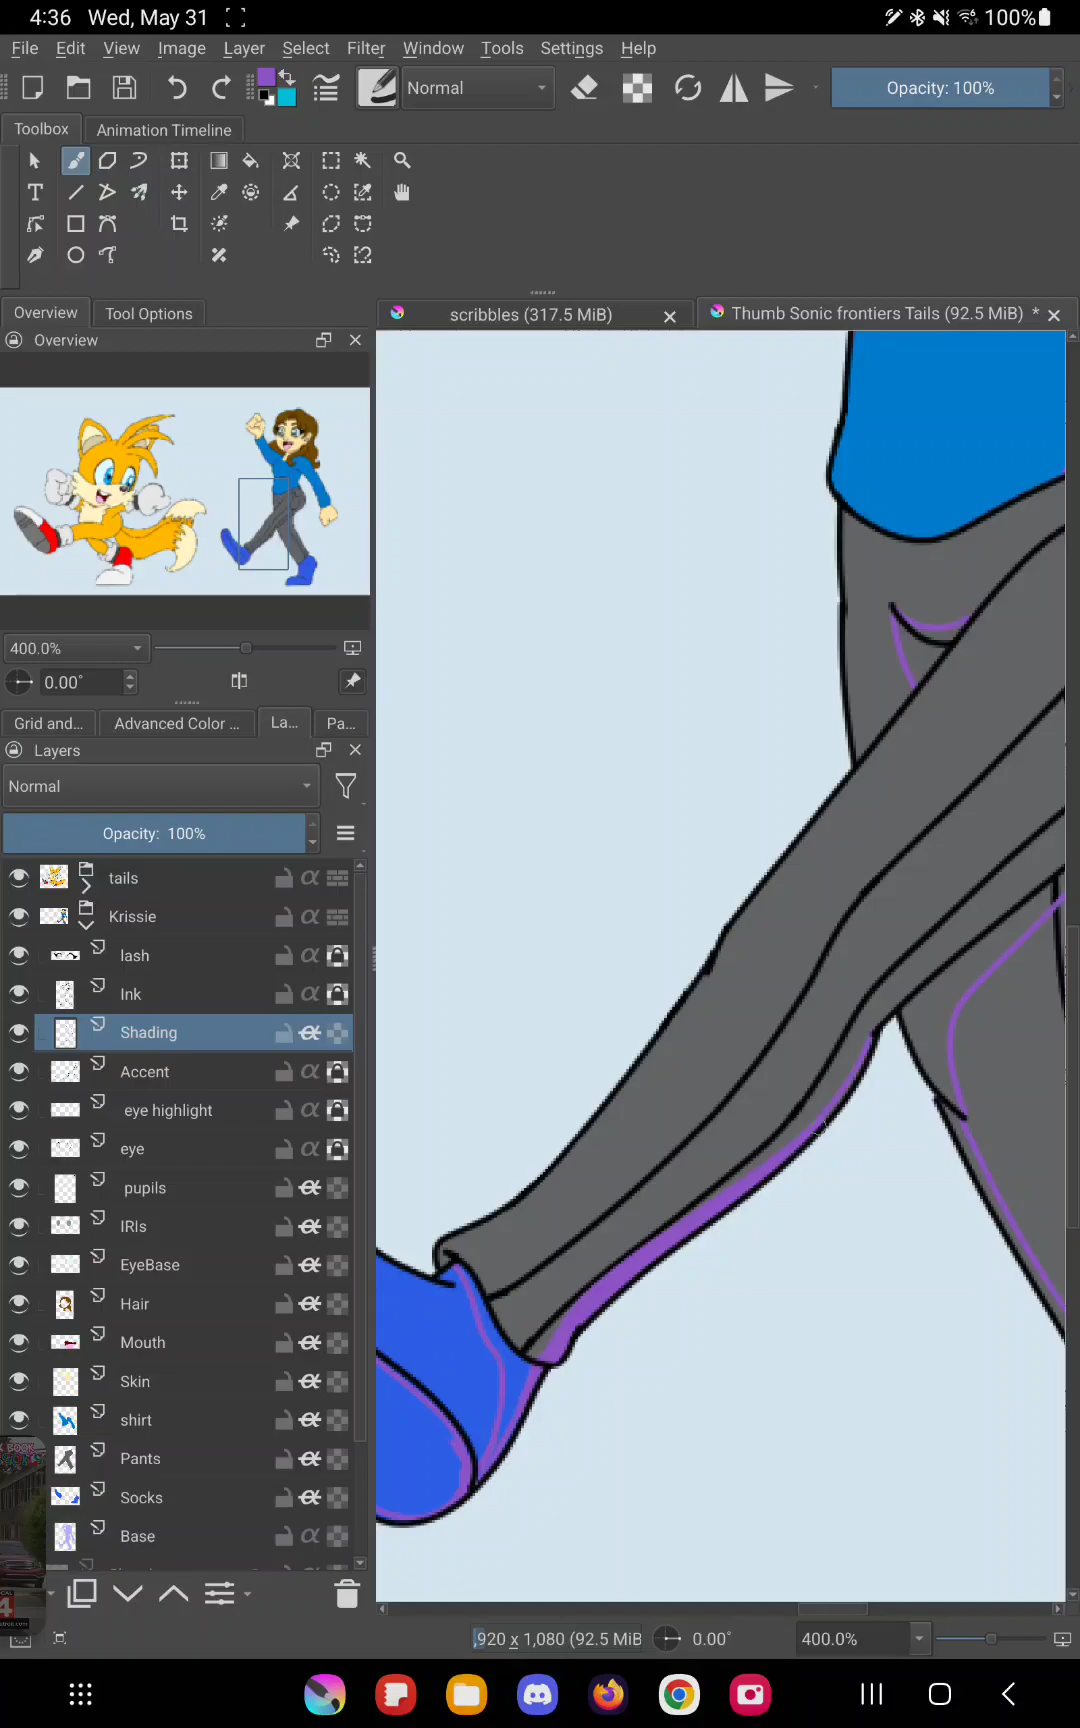 4:36 Wed, May 31
100%
File Edit View Image Layer Select Filter Window Tools Settings Help
Normal
Opacity: 100%
Toolbox
Animation Timeline
Overview
Tool Options
scribbles (317.5 MiB)
Thumb Sonic frontiers Tails (92.5 MiB) *
Overview
400.0%
0.00°
Grid and...
Advanced Color ...
La...
Pa...
Layers
Normal
Opacity: 100%
tails
Krissie
lash
Ink
Shading
Accent
eye highlight
eye
pupils
IRIs
EyeBase
Hair
Mouth
Skin
shirt
Pants
Socks
Base
,920 x 1,080 (92.5 MiB
0.00°
400.0%